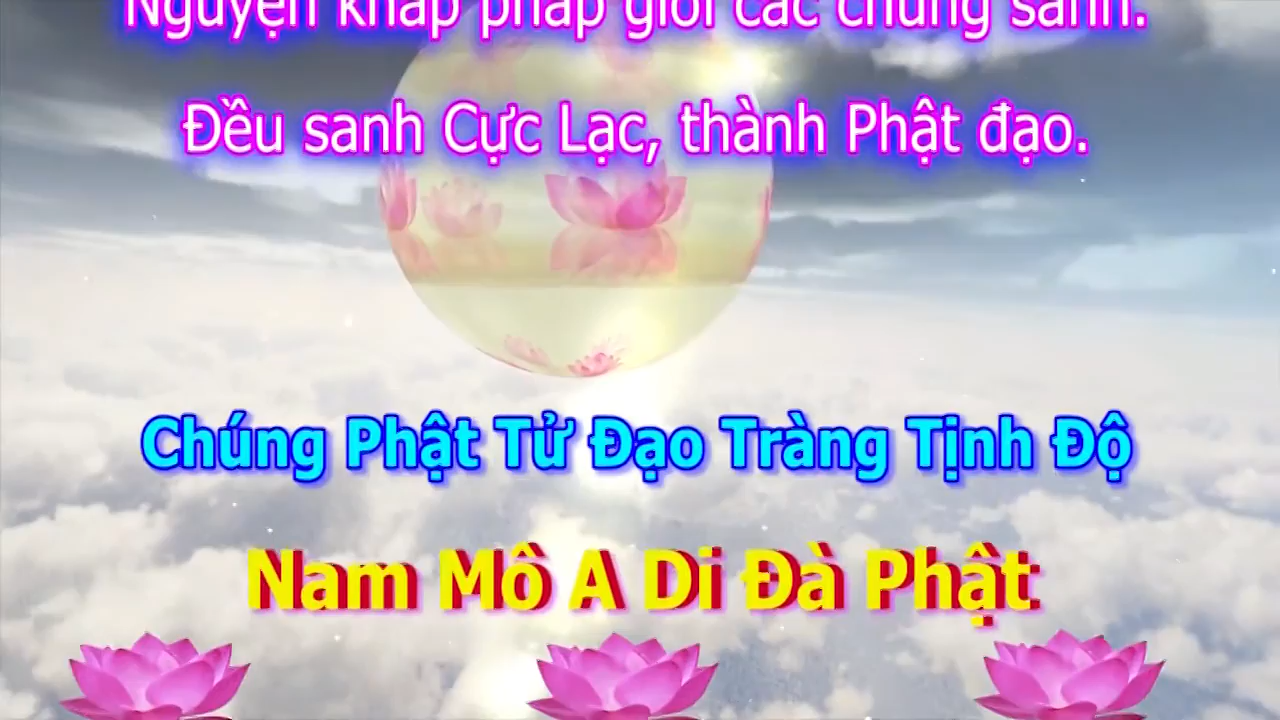 Nguyện khắp pháp giới các chúng sanh.
Đều sanh Cực Lạc, thành Phật đạo.
Chúng Phật Tử Đạo Tràng Tịnh Độ
Nam Mô A Di Đà Phật